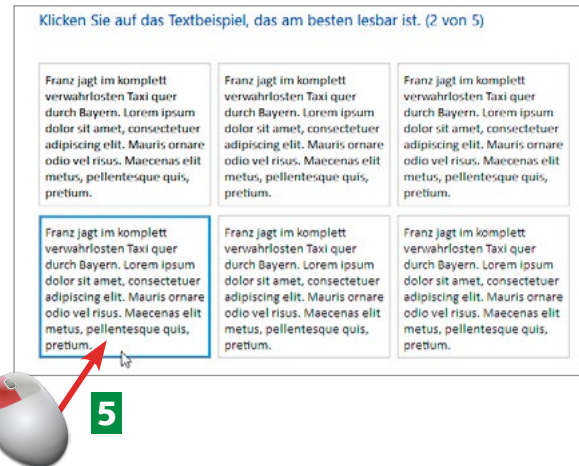 Klicken Sie auf das Textbeispiel, das am besten lesbar ist. (2 von 5)
Franz jagt im komplett
verwahrlosten Taxi quer
durch Bayern. Lorem ipsum
dolor sit amet, consectetuer
adipiscing elit. Mauris ornare
odio vel risus. Maecenas elit
metus, pellentesque quis,
pretium.
Franz jagt im komplett
verwahrlosten Taxi quer
durch Bayern. Lorem ipsum
dolor sit amet, consectetuer
adipiscing elit. Mauris ornare
odio vel risus. Maecenas elit
metus, pellentesque quis,
pretium.
Franz jagt im komplett
verwahrlosten Taxi quer
durch Bayern. Lorem ipsum
dolor sit amet, consectetuer
adipiscing elit. Mauris ornare
odio vel risus. Maecenas elit
metus, pellentesque quis,
pretium.
Franz jagt im komplett
verwahrlosten Taxi quer
durch Bayern. Lorem ipsum
dolor sit amet, consectetuer
adipiscing elit. Mauris ornare
odio vel risus. Maecenas elit
metus, pellentesque quis,
pretium.
Franz jagt im komplett
verwahrlosten Taxi quer
durch Bayern. Lorem ipsum
dolor sit amet, consectetuer
adipiscing elit. Mauris ornare
odio vel risus. Maecenas elit
metus, pellentesque quis,
pretium.
Franz jagt im komplett
verwahrlosten Taxi quer
durch Bayern. Lorem ipsum
dolor sit amet, consectetuer
adipiscing elit. Mauris ornare
odio vel risus. Maecenas elit
metus, pellentesque quis,
pretium.
5